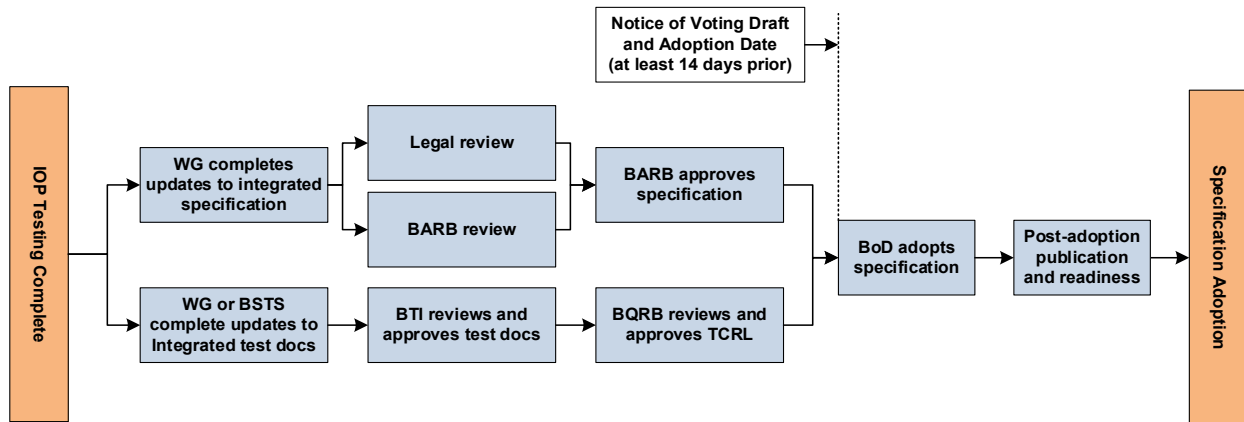 Notice of Voting Draft
and Adoption Date
(at least 14 days prior)
IOP Testing Complete
WG completes
updates to integrated
specification
Legal review
BARB review
BARB approves
specification
WG or BSTS
complete updates to
Integrated test docs
BTI reviews and
approves test docs
BQRB reviews and
approves TCRL
BoD adopts
specification
Post-adoption
publication
and readiness
Specification Adoption